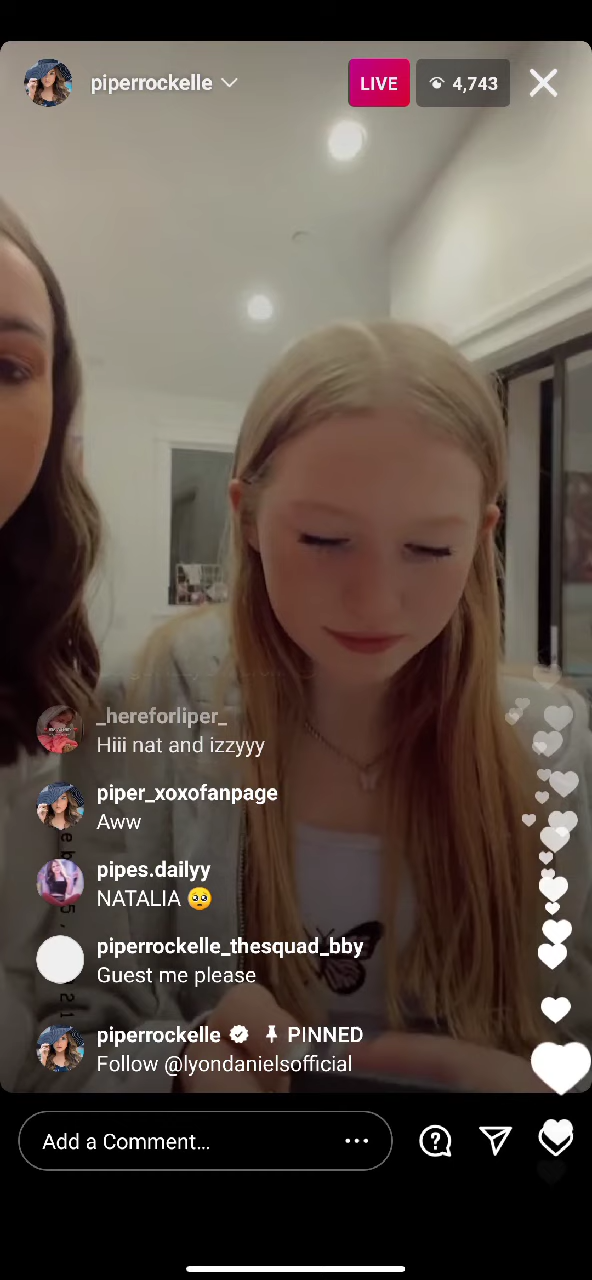 piperrockelle
LIVE
4,743
_hereforliper_
Hiii nat and izzyyy
piper_xoxofanpage
Aww
pipes.dailyy
NATALIA 🥺
piperrockelle_thesquad_bby
Guest me please
piperrockelle PINNED
Follow @lyondanielsofficial
Add a Comment...